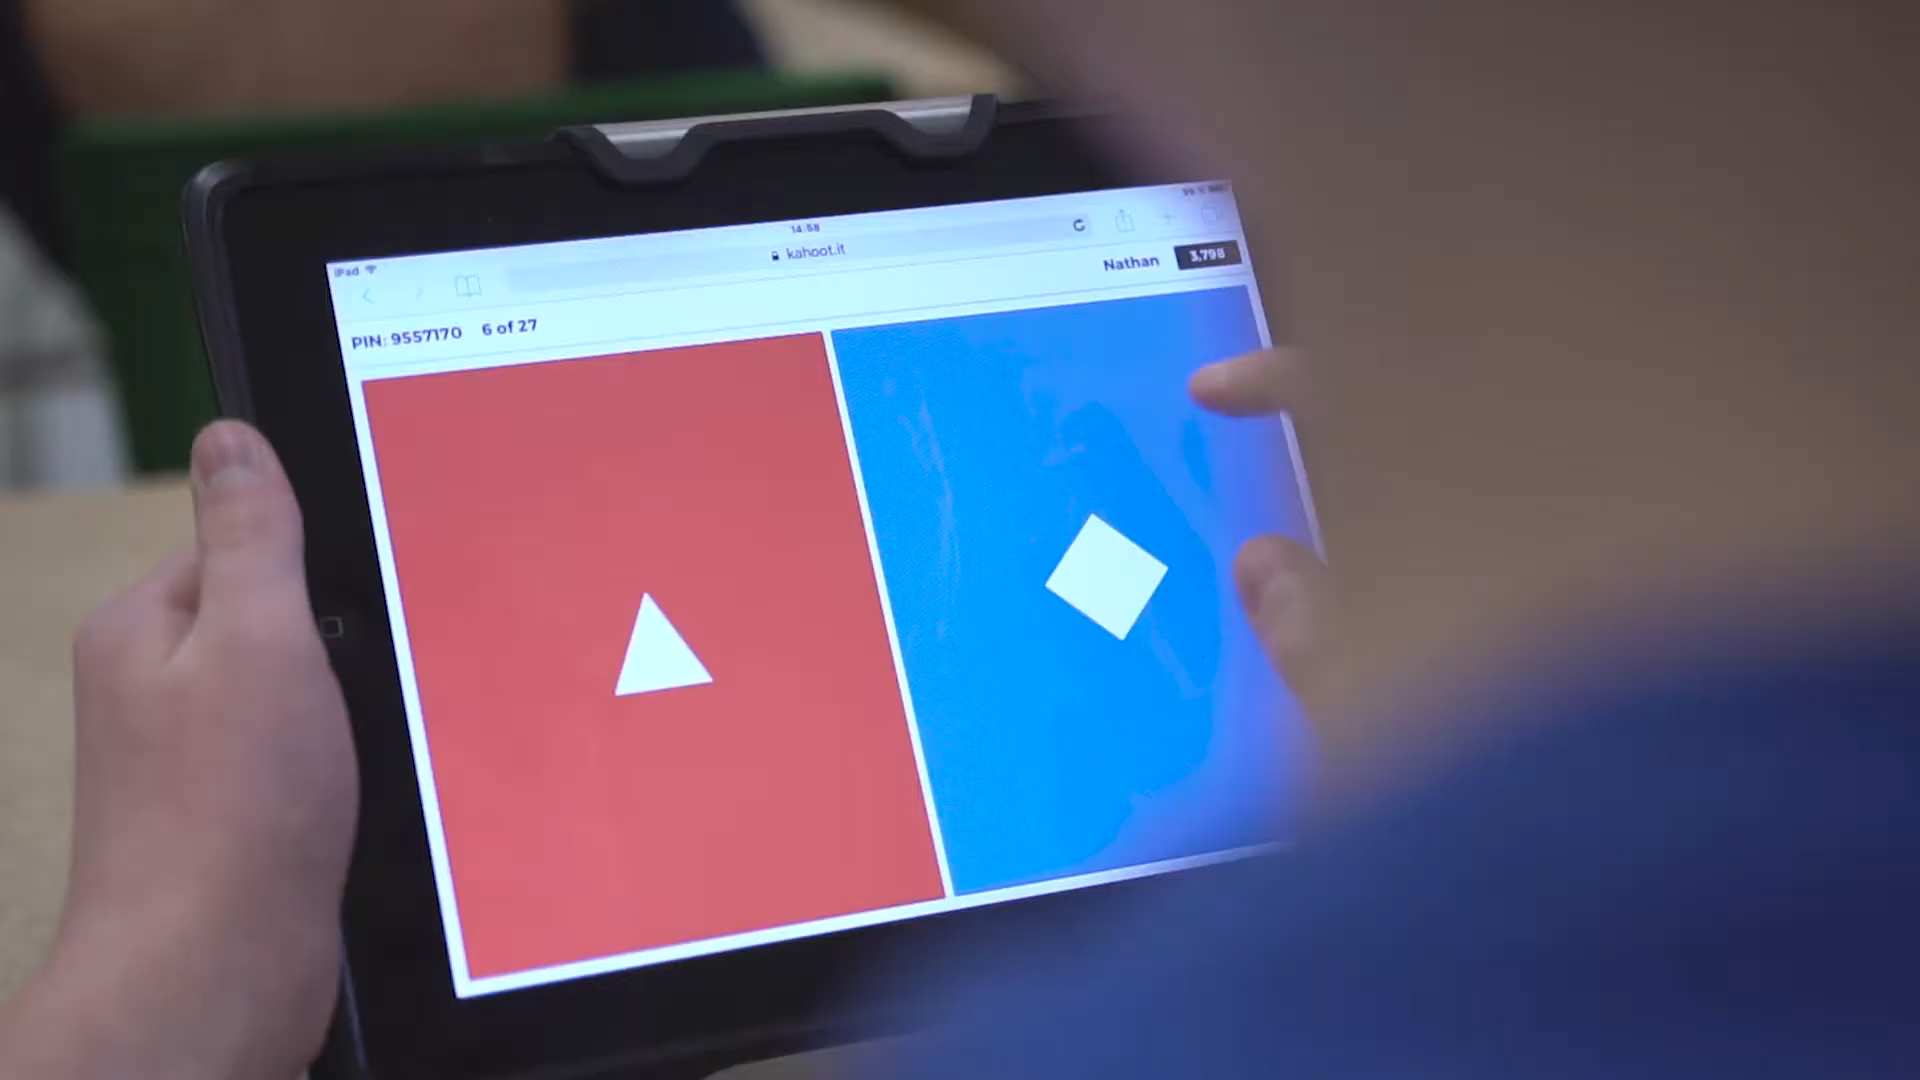 14:58
iPad
kahoot.it
Nathan 3,798
PIN: 9557170 6 of 27